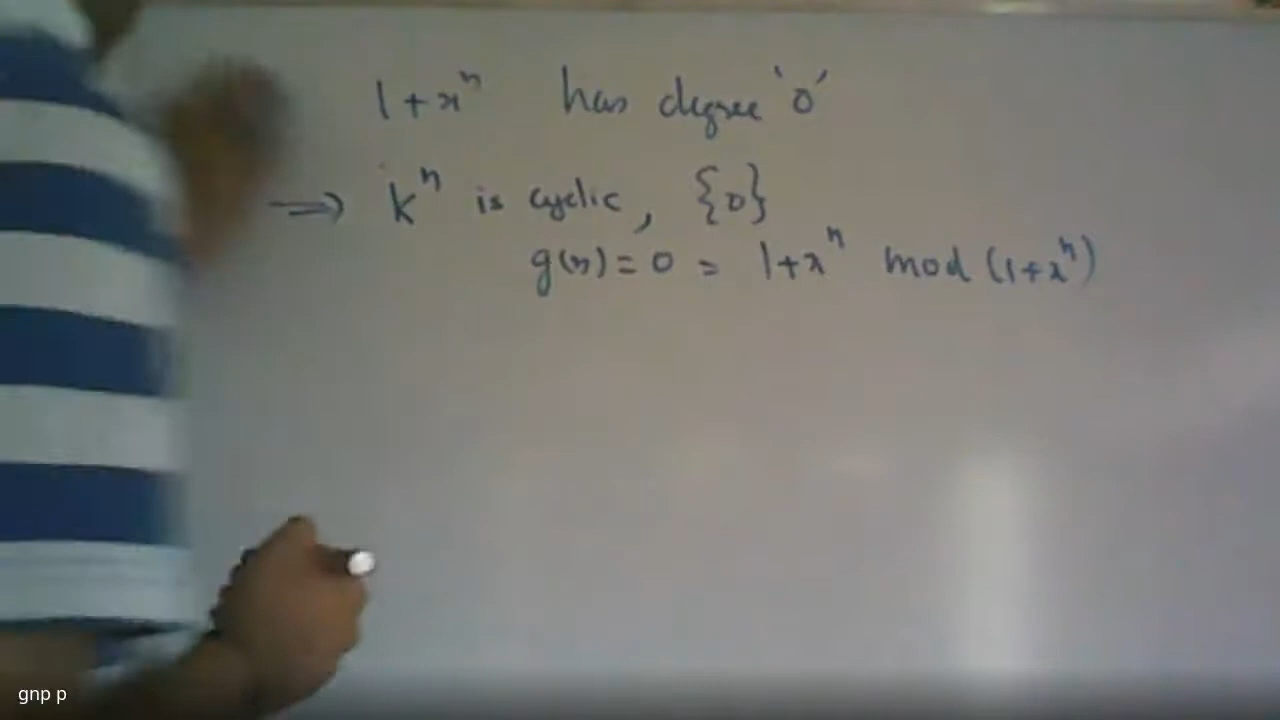 1+x^n has degree '0'
⇒ k^n is cyclic, {0}
g(n) = 0 = 1+x^n mod (1+x^n)
gnp p